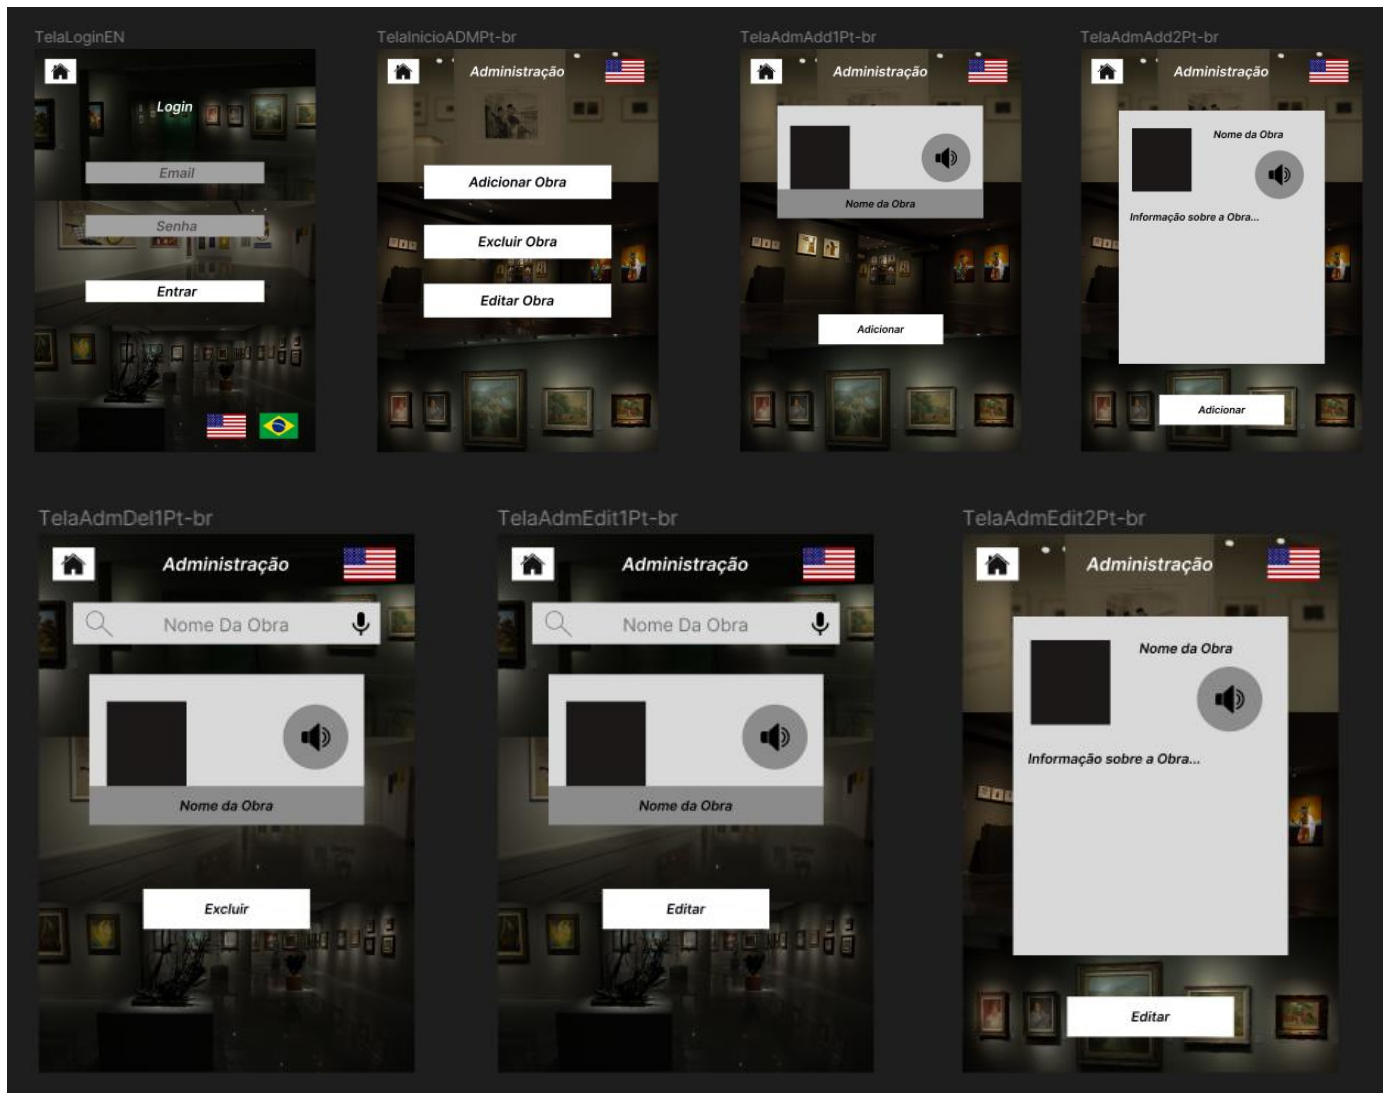 TelaLoginEN
Login
Email
Senha
Entrar
TelaInicioADMPt-br
Administração
Adicionar Obra
Excluir Obra
Editar Obra
TelaAdmAdd1Pt-br
Administração
Nome da Obra
Adicionar
TelaAdmAdd2Pt-br
Administração
Nome da Obra
Informação sobre a Obra...
Adicionar
TelaAdmDel1Pt-br
Administração
Nome Da Obra
Nome da Obra
Excluir
TelaAdmEdit1Pt-br
Administração
Nome Da Obra
Nome da Obra
Editar
TelaAdmEdit2Pt-br
Administração
Nome da Obra
Informação sobre a Obra...
Editar